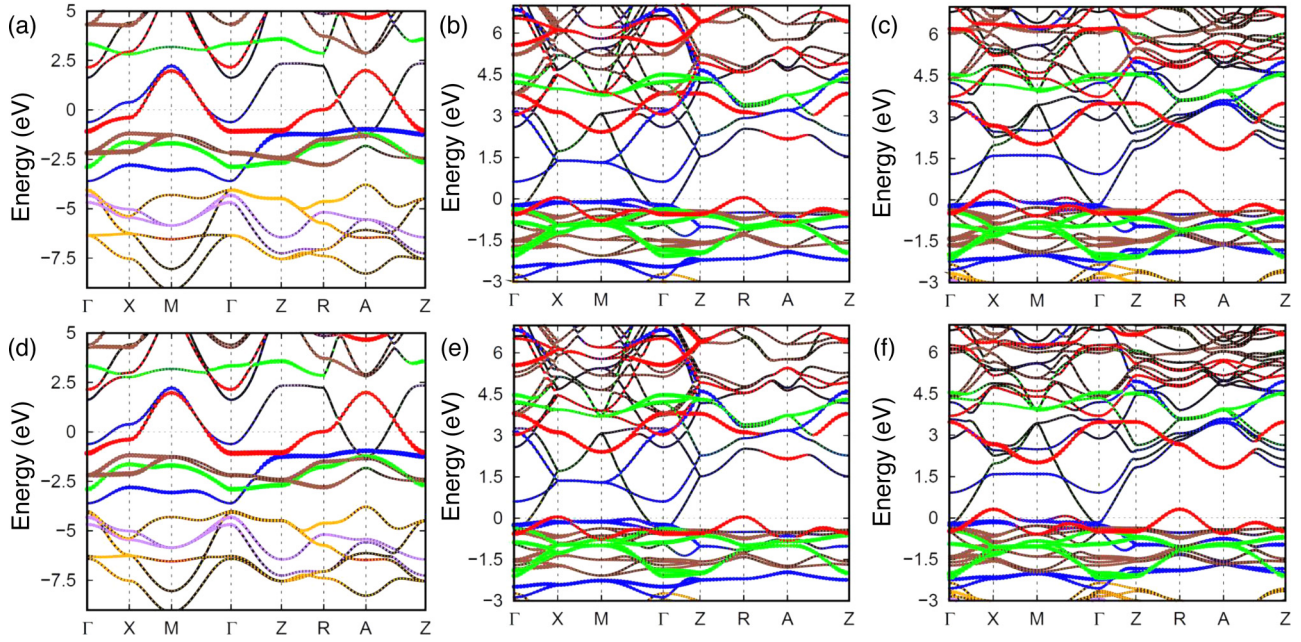 (a)
Energy (eV)
5
2.5
0
−2.5
−5
−7.5
Γ X M Γ Z R A Z
(b)
Energy (eV)
6
4.5
3
1.5
0
−1.5
−3
Γ X M Γ Z R A Z
(c)
Energy (eV)
6
4.5
3
1.5
0
−1.5
−3
Γ X M Γ Z R A Z
(d)
Energy (eV)
5
2.5
0
−2.5
−5
−7.5
Γ X M Γ Z R A Z
(e)
Energy (eV)
6
4.5
3
1.5
0
−1.5
−3
Γ X M Γ Z R A Z
(f)
Energy (eV)
6
4.5
3
1.5
0
−1.5
−3
Γ X M Γ Z R A Z